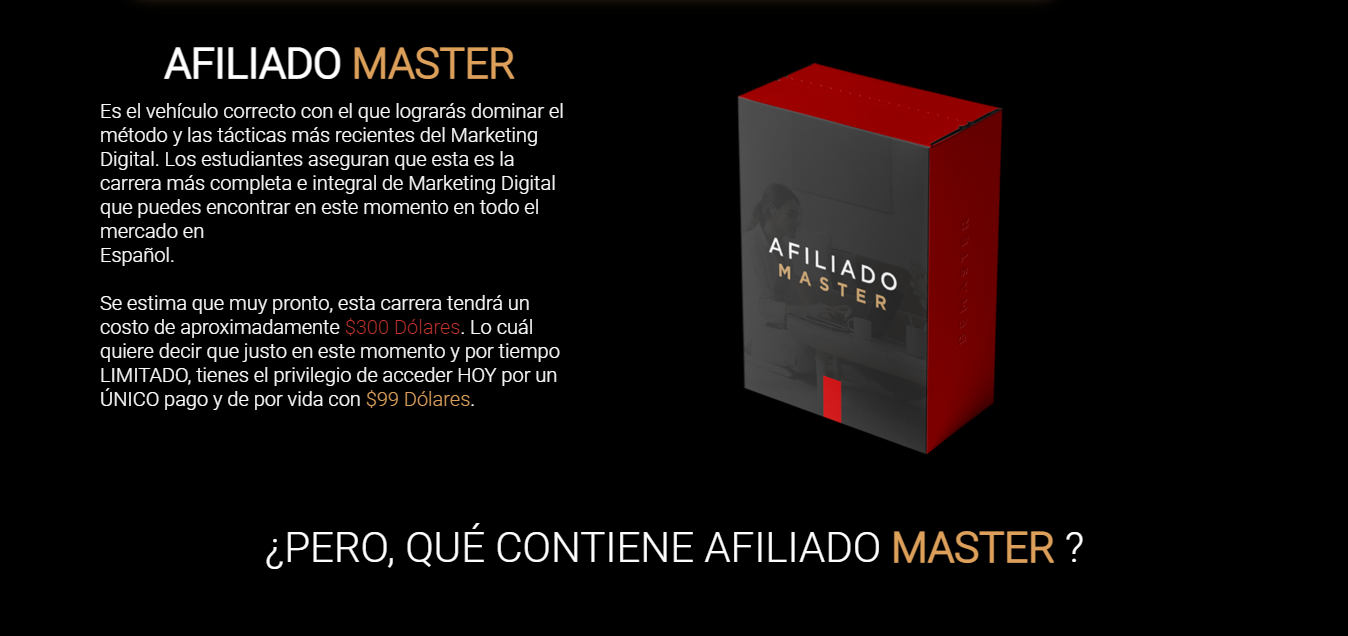 AFILIADO MASTER
Es el vehículo correcto con el que lograrás dominar el
método y las tácticas más recientes del Marketing
Digital. Los estudiantes aseguran que esta es la
carrera más completa e integral de Marketing Digital
que puedes encontrar en este momento en todo el
mercado en
Español.
Se estima que muy pronto, esta carrera tendrá un
costo de aproximadamente $300 Dólares. Lo cuál
quiere decir que justo en este momento y por tiempo
LIMITADO, tienes el privilegio de acceder HOY por un
ÚNICO pago y de por vida con $99 Dólares.
AFILIADO
MASTER
¿PERO, QUÉ CONTIENE AFILIADO MASTER ?